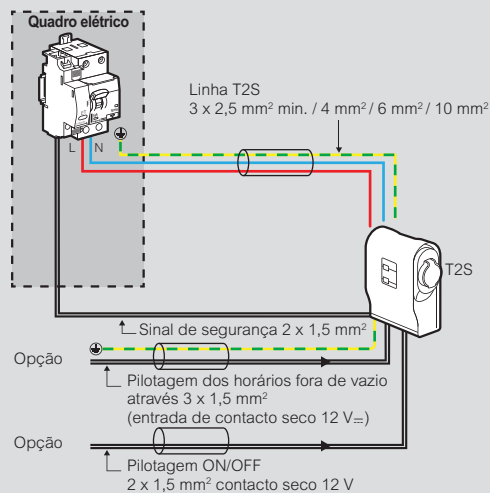 Quadro elétrico
Linha T2S
3 x 2,5 mm² min. / 4 mm² / 6 mm² / 10 mm²
L N
T2S
Sinal de segurança 2 x 1,5 mm²
Opção
Pilotagem dos horários fora de vazio
através 3 x 1,5 mm²
(entrada de contacto seco 12 V⎓)
Opção
Pilotagem ON/OFF
2 x 1,5 mm² contacto seco 12 V